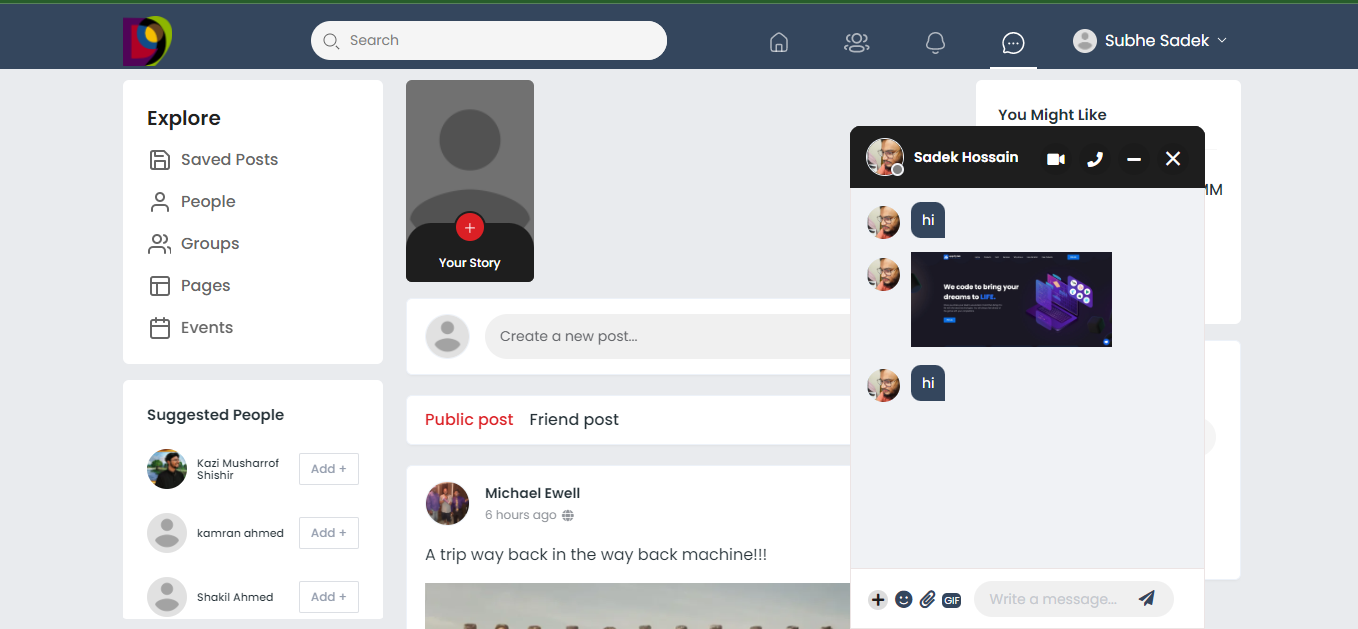 Search
Subhe Sadek
Explore
Saved Posts
People
Groups
Pages
Events
Suggested People
Kazi Musharrof
Shishir
Add +
kamran ahmed
Add +
Shakil Ahmed
Add +
Your Story
Create a new post...
Public post Friend post
Michael Ewell
6 hours ago
A trip way back in the way back machine!!!
You Might Like
MM
Sadek Hossain
hi
We code to bring your
dreams to LIFE.
hi
GIF
Write a message...